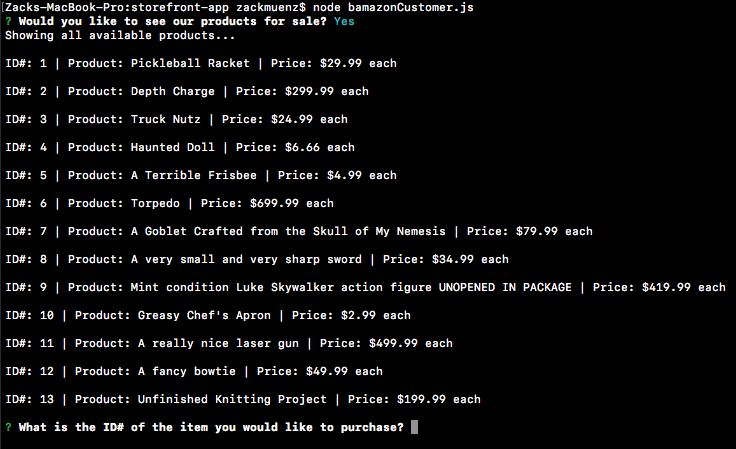 [Zacks-MacBook-Pro:storefront-app zackmuenz$ node bamazonCustomer.js
? Would you like to see our products for sale? Yes
Showing all available products...
ID#: 1 | Product: Pickleball Racket | Price: $29.99 each
ID#: 2 | Product: Depth Charge | Price: $299.99 each
ID#: 3 | Product: Truck Nutz | Price: $24.99 each
ID#: 4 | Product: Haunted Doll | Price: $6.66 each
ID#: 5 | Product: A Terrible Frisbee | Price: $4.99 each
ID#: 6 | Product: Torpedo | Price: $699.99 each
ID#: 7 | Product: A Goblet Crafted from the Skull of My Nemesis | Price: $79.99 each
ID#: 8 | Product: A very small and very sharp sword | Price: $34.99 each
ID#: 9 | Product: Mint condition Luke Skywalker action figure UNOPENED IN PACKAGE | Price: $419.99 each
ID#: 10 | Product: Greasy Chef's Apron | Price: $2.99 each
ID#: 11 | Product: A really nice laser gun | Price: $499.99 each
ID#: 12 | Product: A fancy bowtie | Price: $49.99 each
ID#: 13 | Product: Unfinished Knitting Project | Price: $199.99 each
? What is the ID# of the item you would like to purchase?